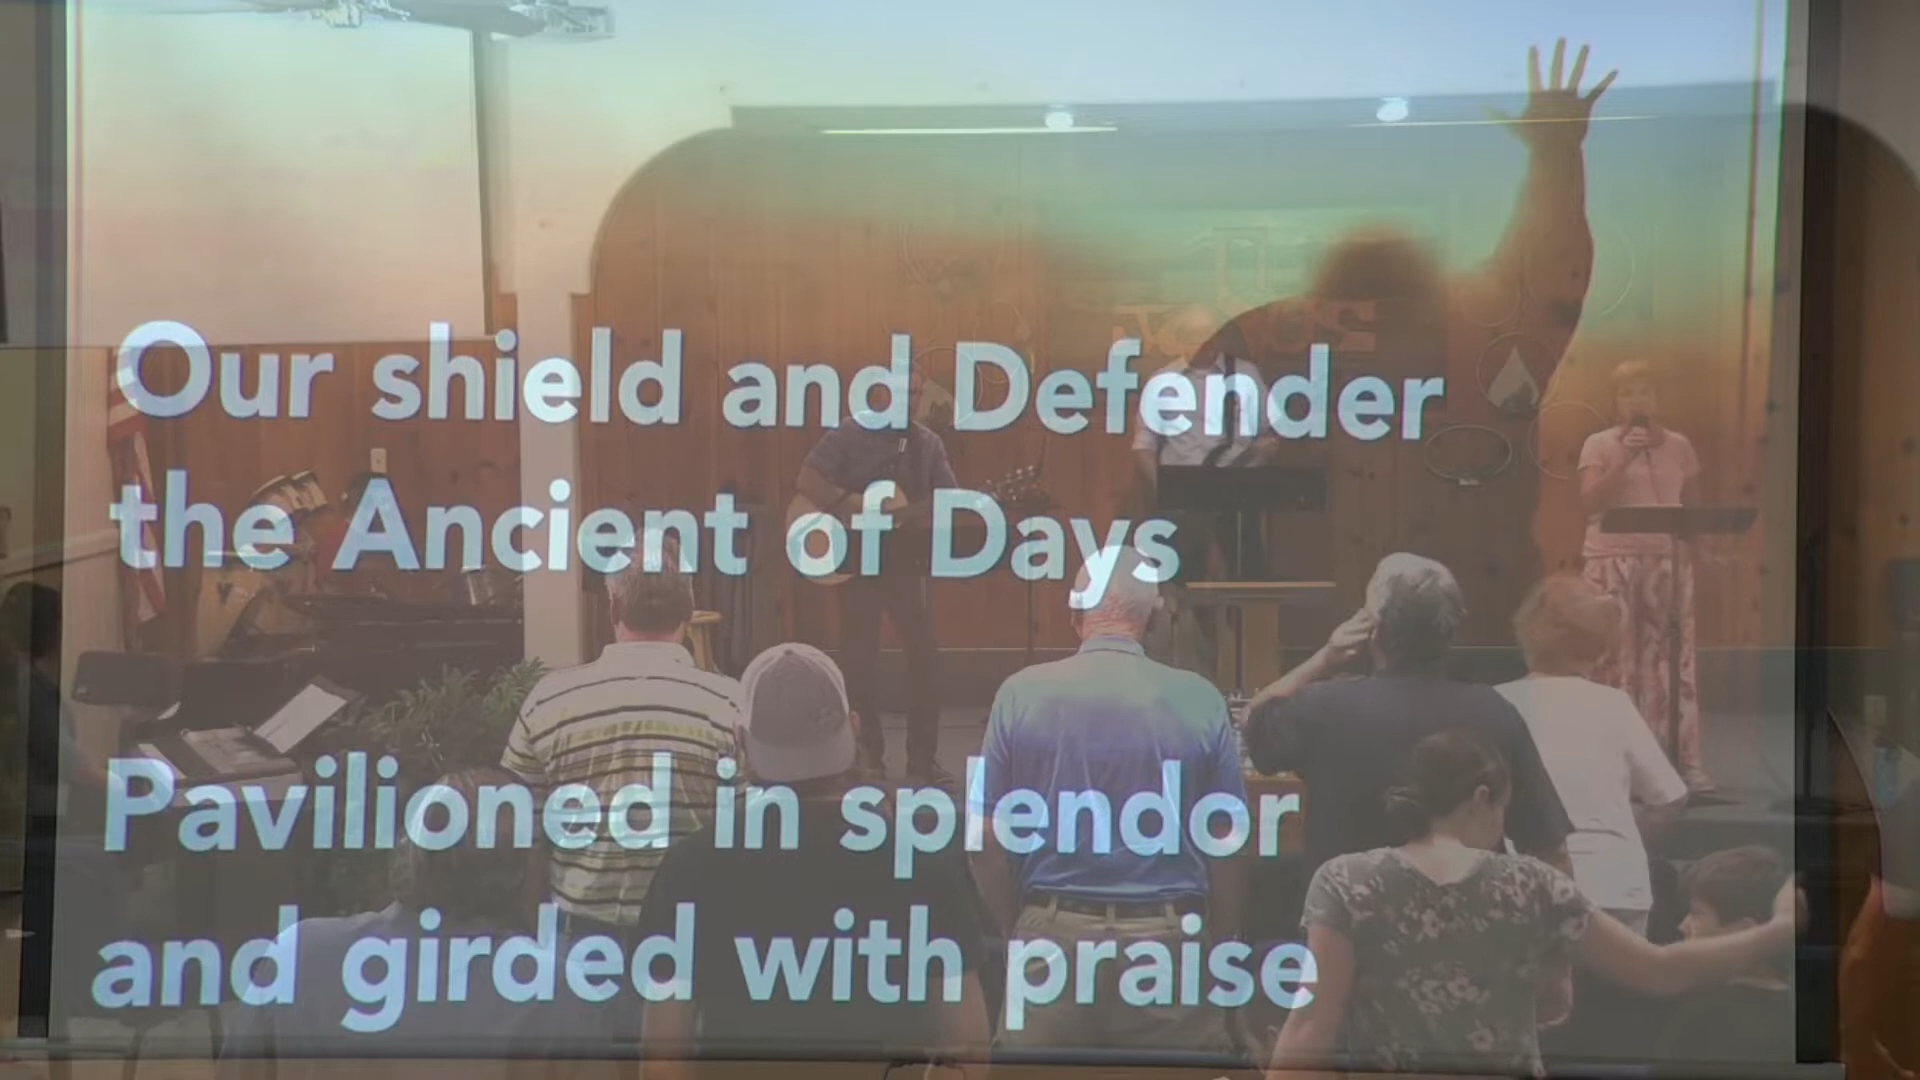 Our shield and Defender
the Ancient of Days
Pavilioned in splendor
and girded with praise